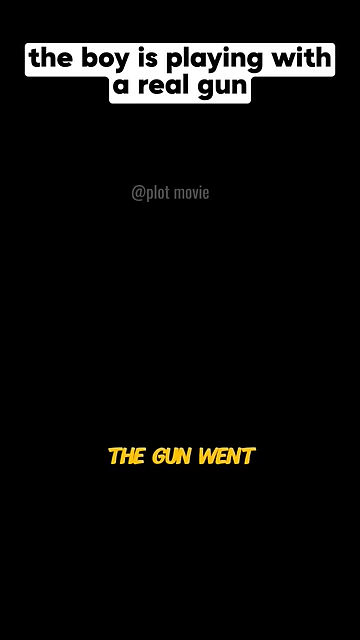 the boy is playing with
a real gun
@plot movie
THE GUN WENT